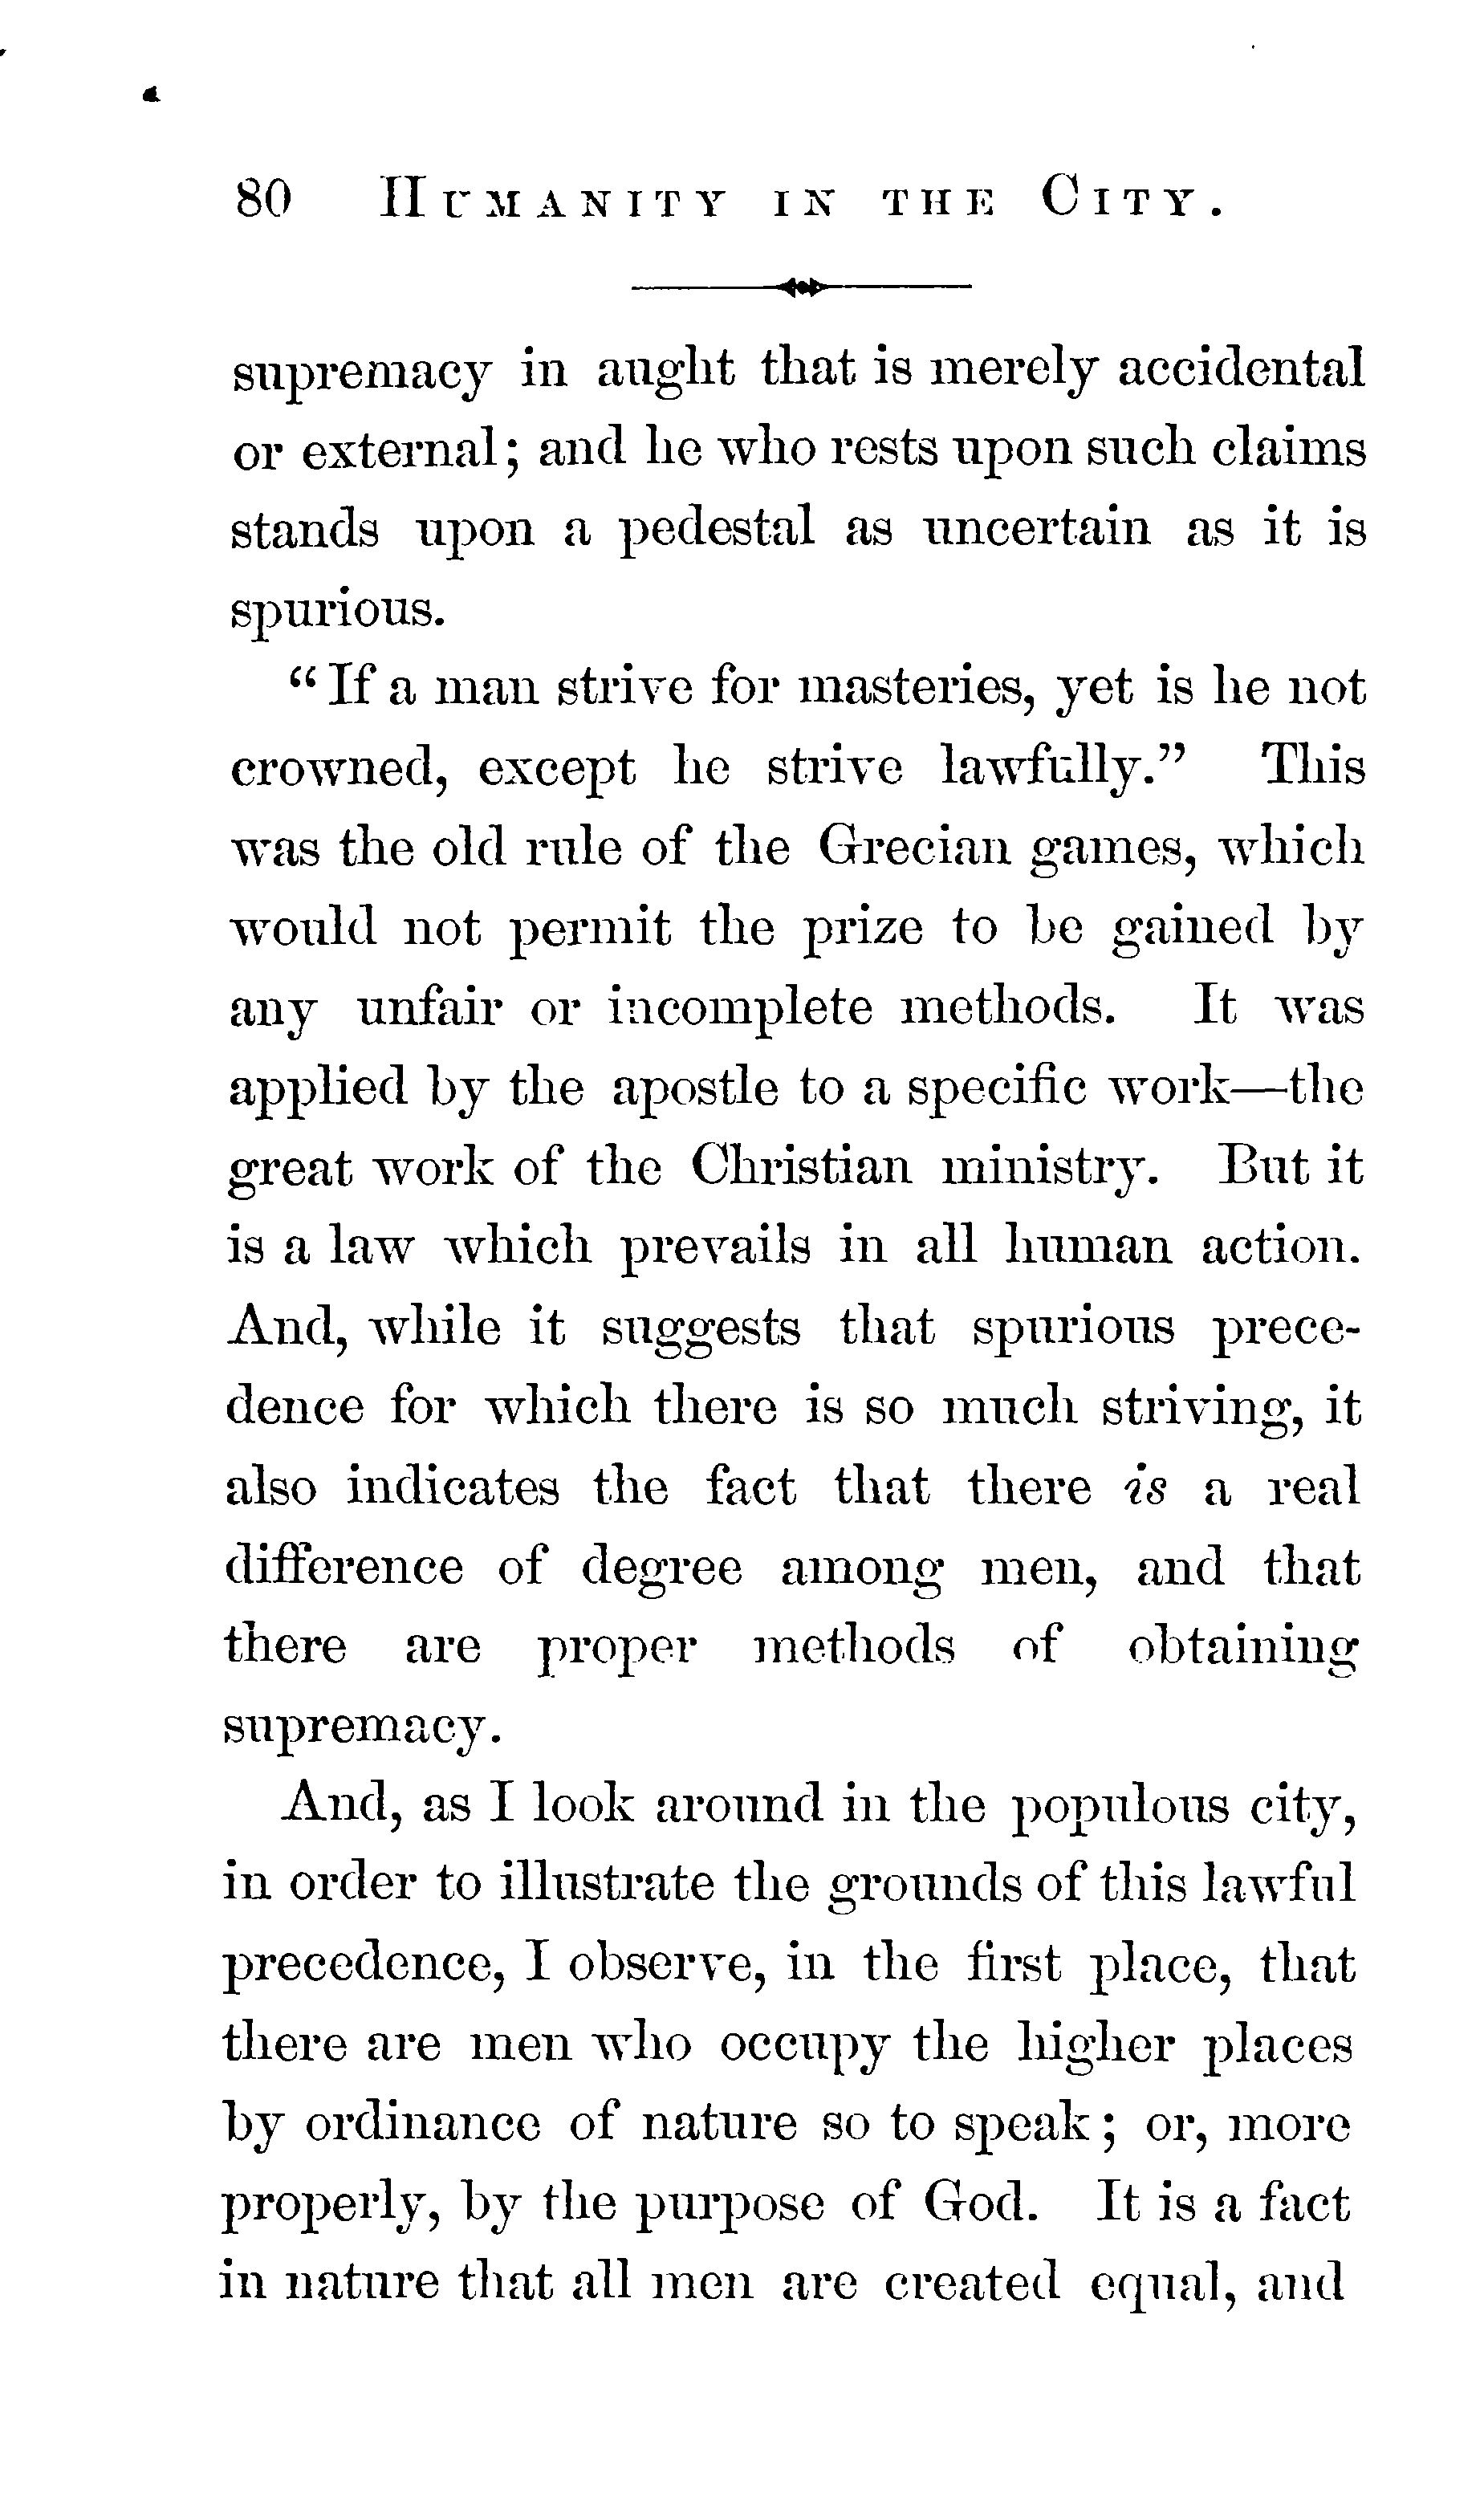 80 HUMANITY IN THE CITY.
supremacy in aught that is merely accidental
or external; and he who rests upon such claims
stands upon a pedestal as uncertain as it is
spurious.
“If a man strive for masteries, yet is he not
crowned, except he strive lawfully.” This
was the old rule of the Grecian games, which
would not permit the prize to be gained by
any unfair or incomplete methods. It was
applied by the apostle to a specific work—the
great work of the Christian ministry. But it
is a law which prevails in all human action.
And, while it suggests that spurious prece-
dence for which there is so much striving, it
also indicates the fact that there is a real
difference of degree among men, and that
there are proper methods of obtaining
supremacy.
And, as I look around in the populous city,
in order to illustrate the grounds of this lawful
precedence, I observe, in the first place, that
there are men who occupy the higher places
by ordinance of nature so to speak; or, more
properly, by the purpose of God. It is a fact
in nature that all men are created equal, and